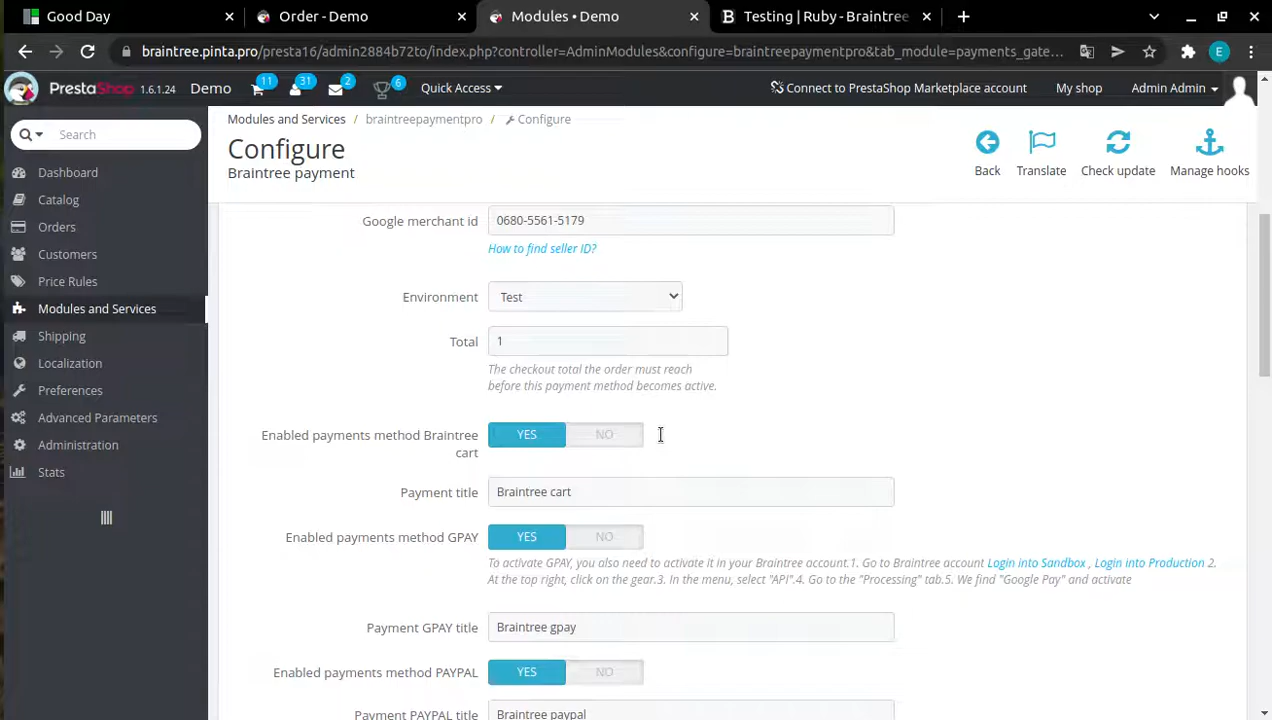 Good Day
Order - Demo
Modules • Demo
Testing | Ruby - Braintree
braintree.pinta.pro/presta16/admin2884b72to/index.php?controller=AdminModules&configure=braintreepaymentpro&tab_module=payments_gate...
E
PrestaShop 1.6.1.24
Demo
11
31
2
6
Quick Access
Connect to PrestaShop Marketplace account
My shop
Admin Admin
Search
Dashboard
Catalog
Orders
Customers
Price Rules
Modules and Services
Shipping
Localization
Preferences
Advanced Parameters
Administration
Stats
Modules and Services / braintreepaymentpro / Configure
Configure
Braintree payment
Back
Translate
Check update
Manage hooks
Google merchant id
0680-5561-5179
How to find seller ID?
Environment
Test
Total
1
The checkout total the order must reach
before this payment method becomes active.
Enabled payments method Braintree
cart
YES
NO
Payment title
Braintree cart
Enabled payments method GPAY
YES
NO
To activate GPAY, you also need to activate it in your Braintree account.1. Go to Braintree account Login into Sandbox , Login into Production 2.
At the top right, click on the gear.3. In the menu, select "API".4. Go to the "Processing" tab.5. We find "Google Pay" and activate
Payment GPAY title
Braintree gpay
Enabled payments method PAYPAL
YES
NO
Payment PAYPAL title
Braintree paypal